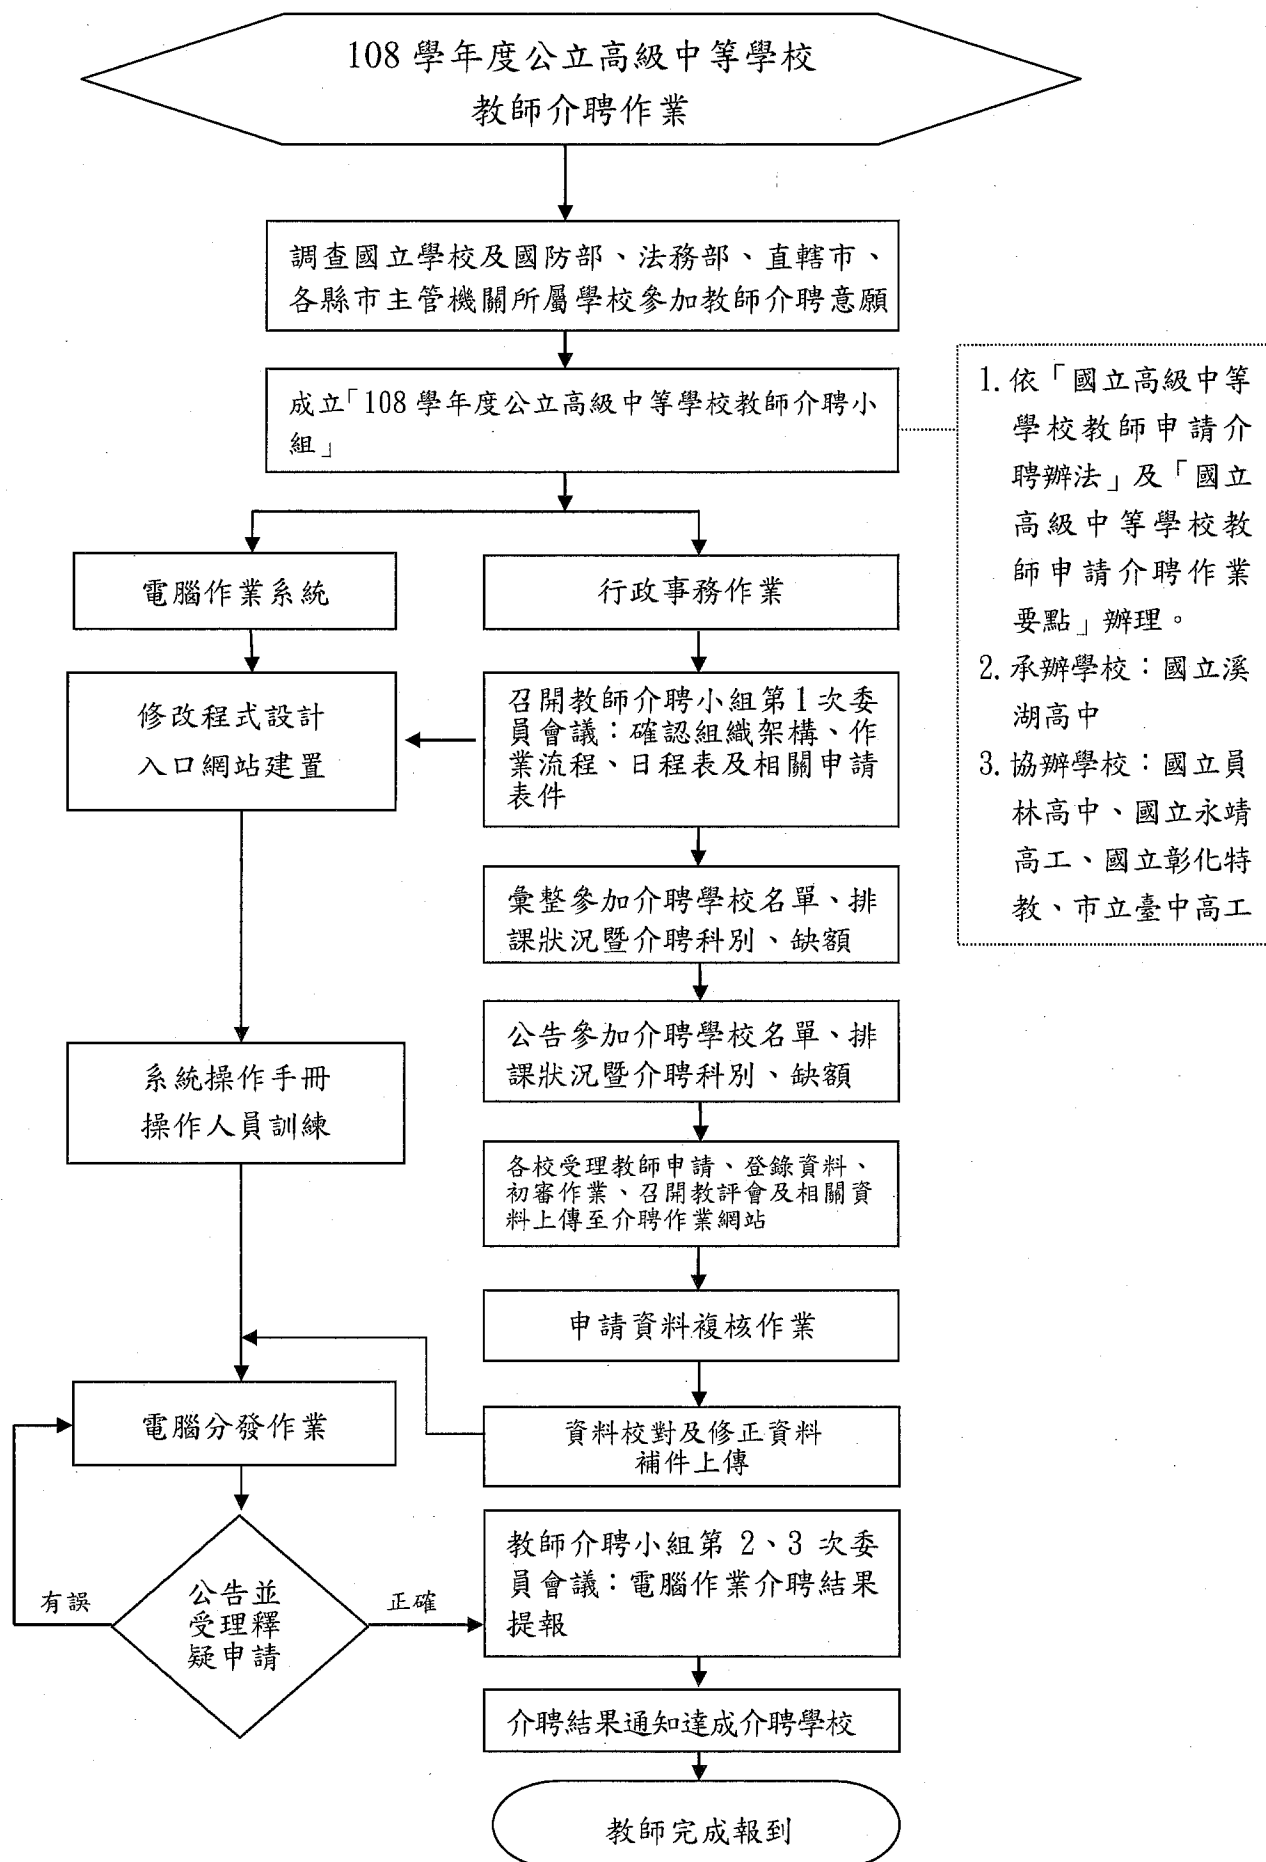 108 學年度公立高級中等學校
教師介聘作業
調查國立學校及國防部、法務部、直轄市、
各縣市主管機關所屬學校參加教師介聘意願
成立「108 學年度公立高級中等學校教師介聘小
組」
1. 依「國立高級中等
學校教師申請介
聘辦法」及「國立
高級中等學校教
師申請介聘作業
要點」辦理。
2. 承辦學校：國立溪
湖高中
3. 協辦學校：國立員
林高中、國立永靖
高工、國立彰化特
教、市立臺中高工
電腦作業系統
行政事務作業
修改程式設計
入口網站建置
召開教師介聘小組第 1 次委
員會議：確認組織架構、作
業流程、日程表及相關申請
表件
彙整參加介聘學校名單、排
課狀況暨介聘科別、缺額
公告參加介聘學校名單、排
課狀況暨介聘科別、缺額
系統操作手冊
操作人員訓練
各校受理教師申請、登錄資料、
初審作業、召開教評會及相關資
料上傳至介聘作業網站
申請資料複核作業
電腦分發作業
資料校對及修正資料
補件上傳
公告並
受理釋
疑申請
有誤
正確
教師介聘小組第 2、3 次委
員會議：電腦作業介聘結果
提報
介聘結果通知達成介聘學校
教師完成報到